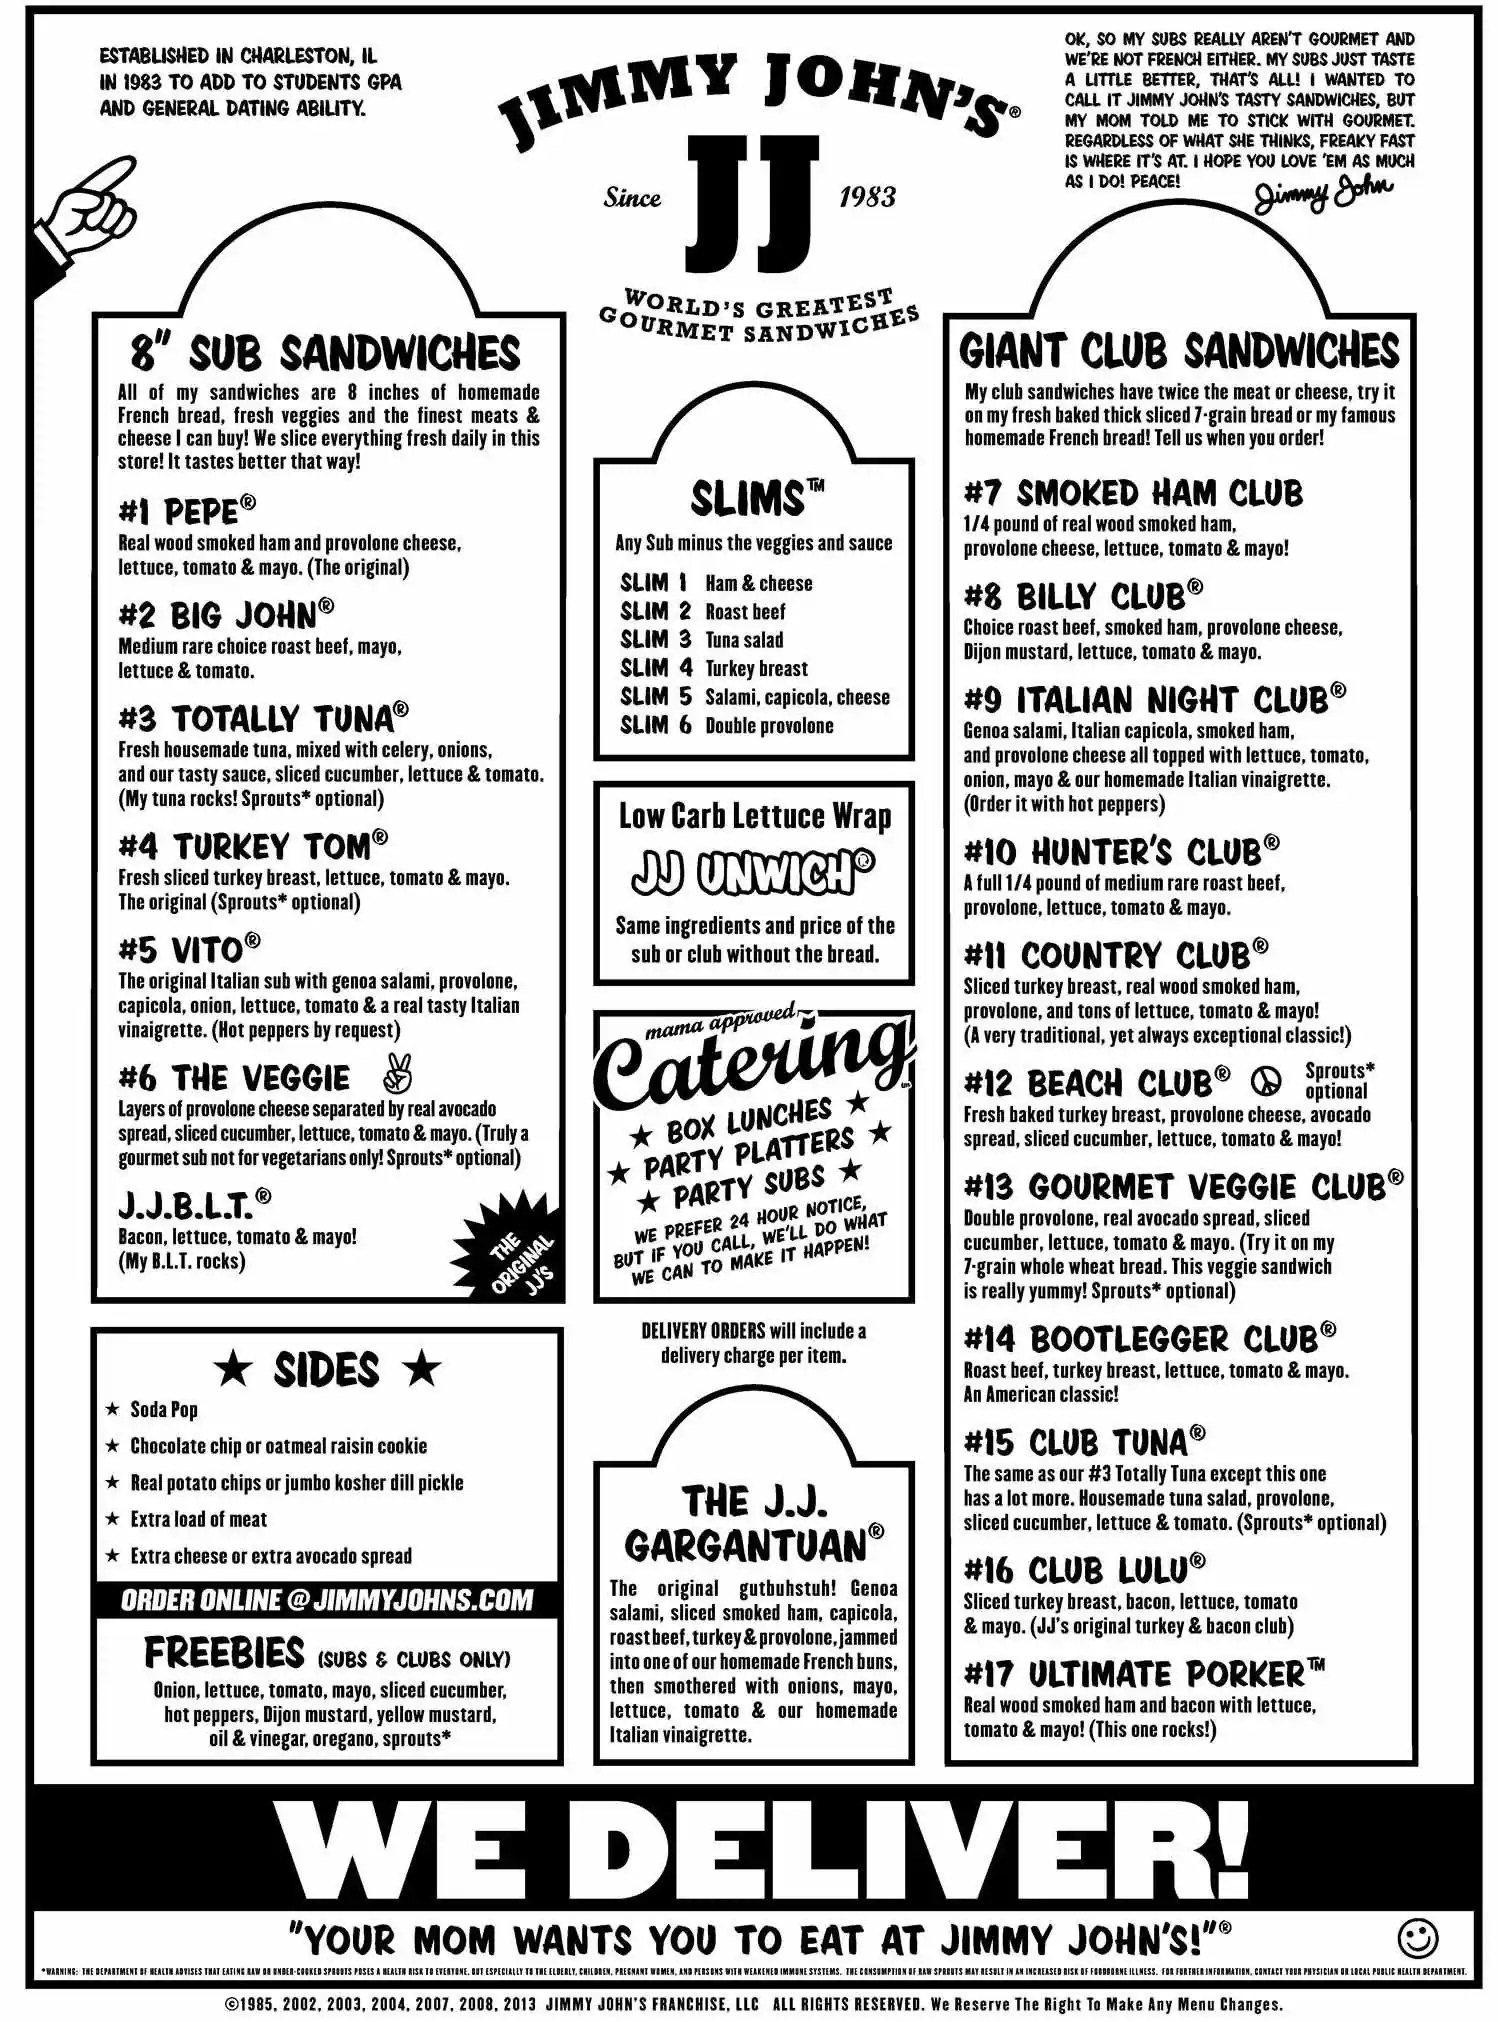 ESTABLISHED IN CHARLESTON, IL
IN 1983 TO ADD TO STUDENTS GPA
AND GENERAL DATING ABILITY.
JIMMY JOHN'S®
Since JJ 1983
WORLD'S GREATEST
GOURMET SANDWICHES
OK, SO MY SUBS REALLY AREN'T GOURMET AND
WE'RE NOT FRENCH EITHER. MY SUBS JUST TASTE
A LITTLE BETTER, THAT'S ALL! I WANTED TO
CALL IT JIMMY JOHN'S TASTY SANDWICHES, BUT
MY MOM TOLD ME TO STICK WITH GOURMET.
REGARDLESS OF WHAT SHE THINKS, FREAKY FAST
IS WHERE IT'S AT. I HOPE YOU LOVE 'EM AS MUCH
AS I DO! PEACE!
Jimmy John
8" SUB SANDWICHES
All of my sandwiches are 8 inches of homemade
French bread, fresh veggies and the finest meats &
cheese I can buy! We slice everything fresh daily in this
store! It tastes better that way!
#1 PEPE®
Real wood smoked ham and provolone cheese,
lettuce, tomato & mayo. (The original)
#2 BIG JOHN®
Medium rare choice roast beef, mayo,
lettuce & tomato.
#3 TOTALLY TUNA®
Fresh housemade tuna, mixed with celery, onions,
and our tasty sauce, sliced cucumber, lettuce & tomato.
(My tuna rocks! Sprouts* optional)
#4 TURKEY TOM®
Fresh sliced turkey breast, lettuce, tomato & mayo.
The original (Sprouts* optional)
#5 VITO®
The original Italian sub with genoa salami, provolone,
capicola, onion, lettuce, tomato & a real tasty Italian
vinaigrette. (Hot peppers by request)
#6 THE VEGGIE
Layers of provolone cheese separated by real avocado
spread, sliced cucumber, lettuce, tomato & mayo. (Truly a
gourmet sub not for vegetarians only! Sprouts* optional)
J.J.B.L.T.®
Bacon, lettuce, tomato & mayo!
(My B.L.T. rocks)
THE
ORIGINAL
JJ'S
★ SIDES ★
★ Soda Pop
★ Chocolate chip or oatmeal raisin cookie
★ Real potato chips or jumbo kosher dill pickle
★ Extra load of meat
★ Extra cheese or extra avocado spread
ORDER ONLINE @ JIMMYJOHNS.COM
FREEBIES (SUBS & CLUBS ONLY)
Onion, lettuce, tomato, mayo, sliced cucumber,
hot peppers, Dijon mustard, yellow mustard,
oil & vinegar, oregano, sprouts*
SLIMS™
Any Sub minus the veggies and sauce
SLIM 1 Ham & cheese
SLIM 2 Roast beef
SLIM 3 Tuna salad
SLIM 4 Turkey breast
SLIM 5 Salami, capicola, cheese
SLIM 6 Double provolone
Low Carb Lettuce Wrap
JJ UNWICH®
Same ingredients and price of the
sub or club without the bread.
mama approved
Catering™
★ BOX LUNCHES ★
★ PARTY PLATTERS ★
★ PARTY SUBS ★
WE PREFER 24 HOUR NOTICE,
BUT IF YOU CALL, WE'LL DO WHAT
WE CAN TO MAKE IT HAPPEN!
DELIVERY ORDERS will include a
delivery charge per item.
THE J.J.
GARGANTUAN®
The original gutbuhstuh! Genoa
salami, sliced smoked ham, capicola,
roast beef, turkey & provolone, jammed
into one of our homemade French buns,
then smothered with onions, mayo,
lettuce, tomato & our homemade
Italian vinaigrette.
GIANT CLUB SANDWICHES
My club sandwiches have twice the meat or cheese, try it
on my fresh baked thick sliced 7-grain bread or my famous
homemade French bread! Tell us when you order!
#7 SMOKED HAM CLUB
1/4 pound of real wood smoked ham,
provolone cheese, lettuce, tomato & mayo!
#8 BILLY CLUB®
Choice roast beef, smoked ham, provolone cheese,
Dijon mustard, lettuce, tomato & mayo.
#9 ITALIAN NIGHT CLUB®
Genoa salami, Italian capicola, smoked ham,
and provolone cheese all topped with lettuce, tomato,
onion, mayo & our homemade Italian vinaigrette.
(Order it with hot peppers)
#10 HUNTER'S CLUB®
A full 1/4 pound of medium rare roast beef,
provolone, lettuce, tomato & mayo.
#11 COUNTRY CLUB®
Sliced turkey breast, real wood smoked ham,
provolone, and tons of lettuce, tomato & mayo!
(A very traditional, yet always exceptional classic!)
#12 BEACH CLUB® Sprouts*
optional
Fresh baked turkey breast, provolone cheese, avocado
spread, sliced cucumber, lettuce, tomato & mayo!
#13 GOURMET VEGGIE CLUB®
Double provolone, real avocado spread, sliced
cucumber, lettuce, tomato & mayo. (Try it on my
7-grain whole wheat bread. This veggie sandwich
is really yummy! Sprouts* optional)
#14 BOOTLEGGER CLUB®
Roast beef, turkey breast, lettuce, tomato & mayo.
An American classic!
#15 CLUB TUNA®
The same as our #3 Totally Tuna except this one
has a lot more. Housemade tuna salad, provolone,
sliced cucumber, lettuce & tomato. (Sprouts* optional)
#16 CLUB LULU®
Sliced turkey breast, bacon, lettuce, tomato
& mayo. (JJ's original turkey & bacon club)
#17 ULTIMATE PORKER™
Real wood smoked ham and bacon with lettuce,
tomato & mayo! (This one rocks!)
WE DELIVER!
"YOUR MOM WANTS YOU TO EAT AT JIMMY JOHN'S!"®
*WARNING: THE DEPARTMENT OF HEALTH ADVISES THAT EATING RAW OR UNDER-COOKED SPROUTS POSES A HEALTH RISK TO EVERYONE, BUT ESPECIALLY TO THE ELDERLY, CHILDREN, PREGNANT WOMEN, AND PERSONS WITH WEAKENED IMMUNE SYSTEMS. THE CONSUMPTION OF RAW SPROUTS MAY RESULT IN AN INCREASED RISK OF FOODBORNE ILLNESS. FOR FURTHER INFORMATION, CONTACT YOUR PHYSICIAN OR LOCAL PUBLIC HEALTH DEPARTMENT.
©1985, 2002, 2003, 2004, 2007, 2008, 2013 JIMMY JOHN'S FRANCHISE, LLC ALL RIGHTS RESERVED. We Reserve The Right To Make Any Menu Changes.